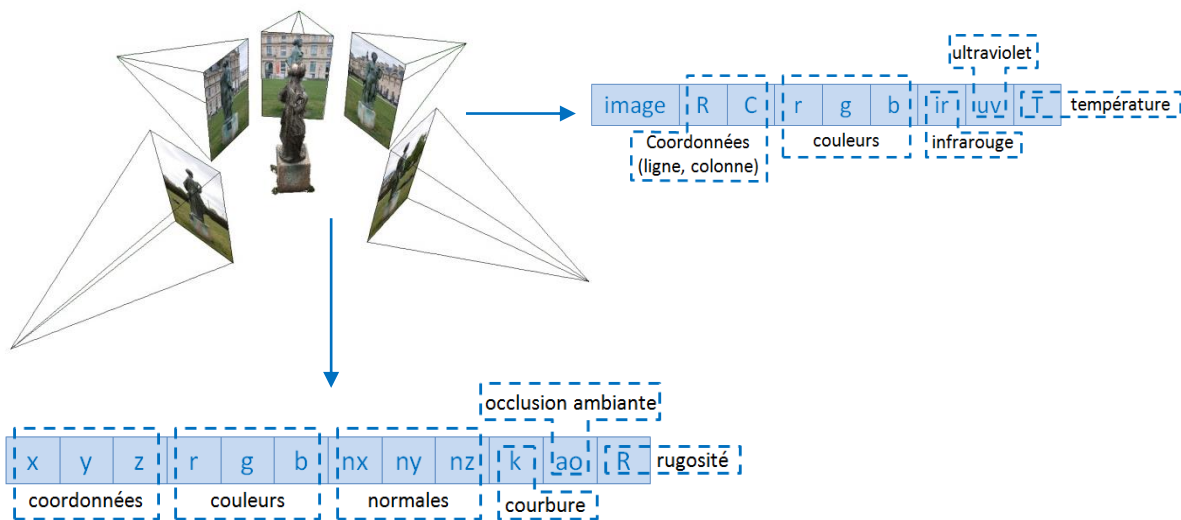 ultraviolet
image R C r g b ir uv T température
Coordonnées
(ligne, colonne)
couleurs
infrarouge
occlusion ambiante
x y z r g b nx ny nz k ao R rugosité
coordonnées
couleurs
normales
courbure